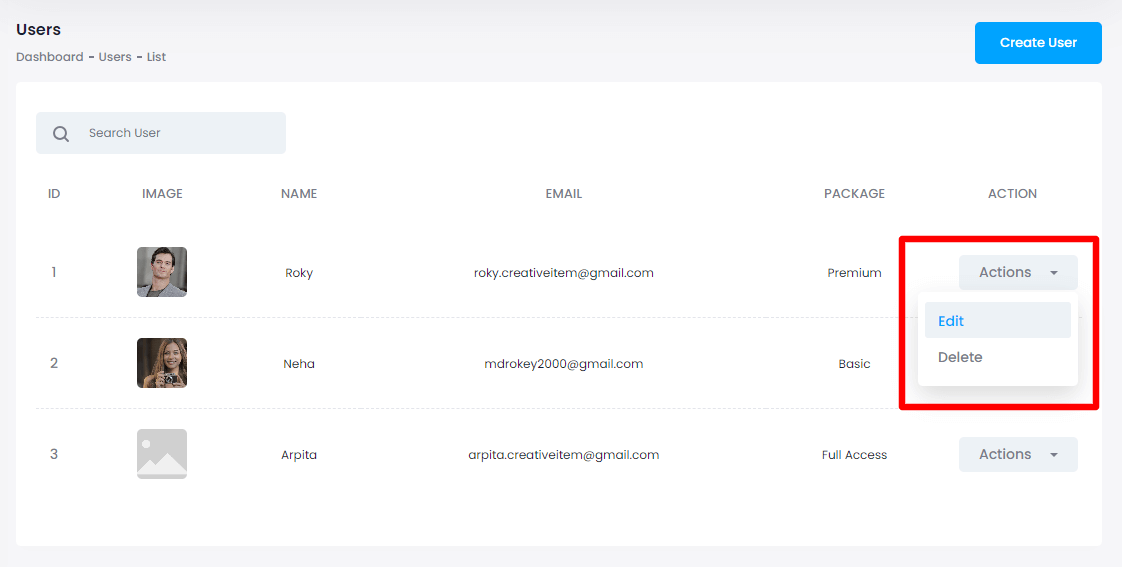 Users
Create User
Dashboard - Users - List
Search User
ID IMAGE NAME EMAIL PACKAGE ACTION
1 Roky roky.creativeitem@gmail.com Premium Actions
Edit
Delete
2 Neha mdrokey2000@gmail.com Basic
3 Arpita arpita.creativeitem@gmail.com Full Access Actions